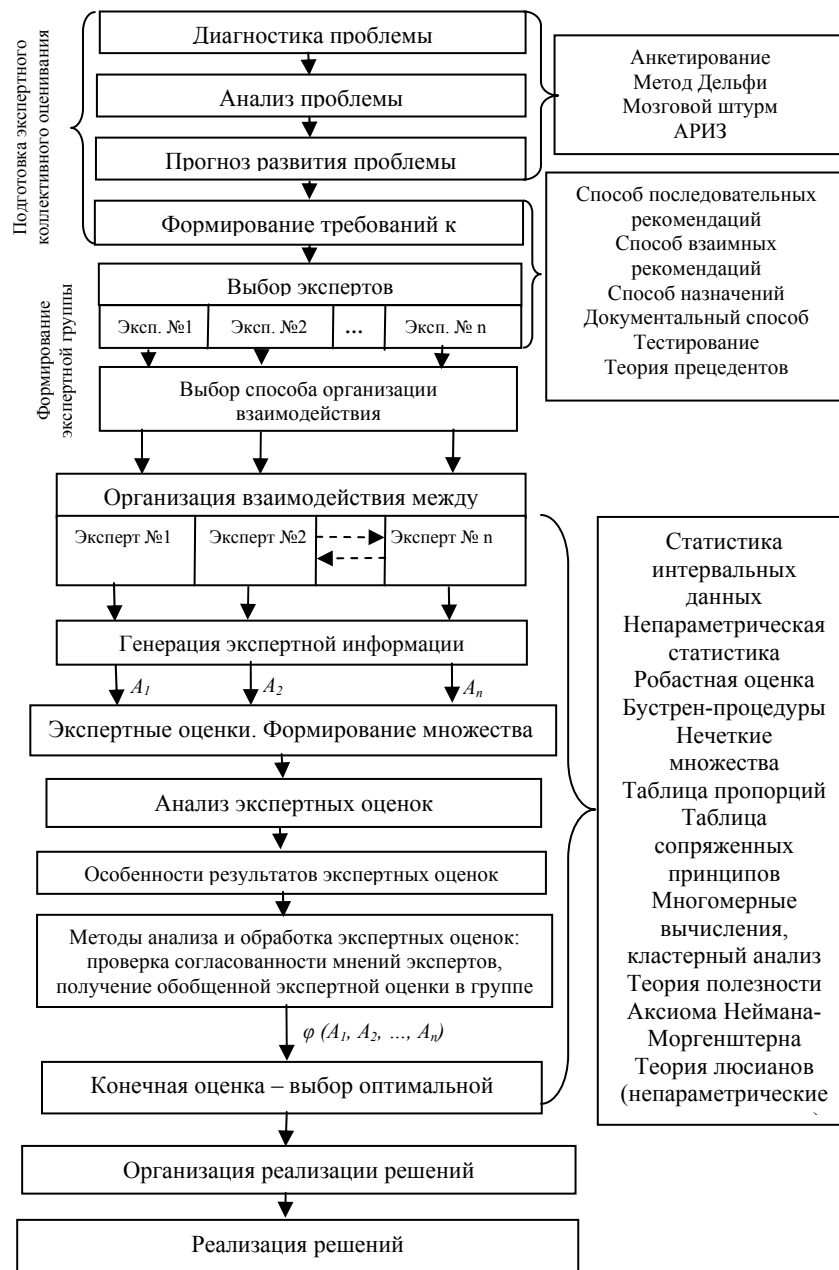 Подготовка экспертного
коллективного оценивания
Диагностика проблемы
Анализ проблемы
Прогноз развития проблемы
Формирование требований к
Анкетирование
Метод Дельфи
Мозговой штурм
АРИЗ
Формирование
экспертной группы
Выбор экспертов
Эксп. №1
Эксп. №2
...
Эксп. № n
Выбор способа организации
взаимодействия
Способ последовательных
рекомендаций
Способ взаимных
рекомендаций
Способ назначений
Документальный способ
Тестирование
Теория прецедентов
Организация взаимодействия между
Эксперт №1
Эксперт №2
Эксперт № n
Генерация экспертной информации
A1
A2
An
Экспертные оценки. Формирование множества
Анализ экспертных оценок
Особенности результатов экспертных оценок
Методы анализа и обработка экспертных оценок:
проверка согласованности мнений экспертов,
получение обобщенной экспертной оценки в группе
φ (A1, A2, ..., An)
Конечная оценка – выбор оптимальной
Организация реализации решений
Реализация решений
Статистика
интервальных
данных
Непараметрическая
статистика
Робастная оценка
Бустрен-процедуры
Нечеткие
множества
Таблица пропорций
Таблица
сопряженных
принципов
Многомерные
вычисления,
кластерный анализ
Теория полезности
Аксиома Неймана-
Моргенштерна
Теория люсианов
(непараметрические